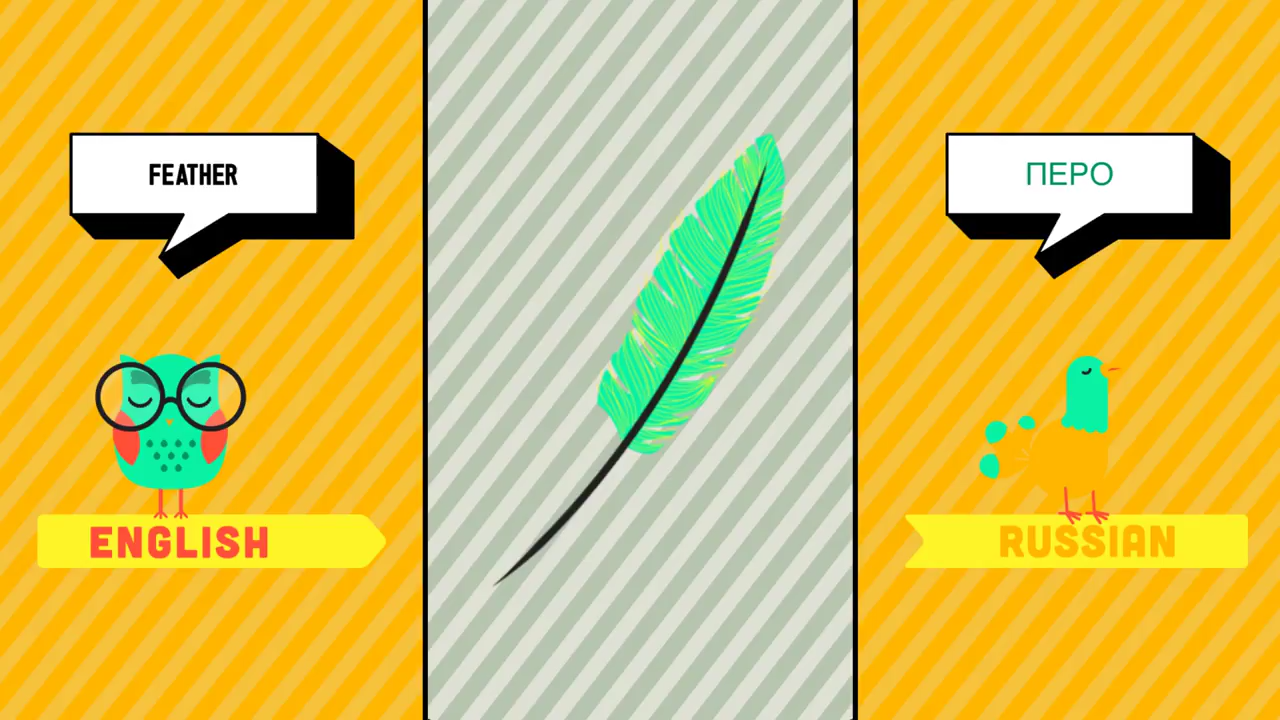 FEATHER
ПЕРО
ENGLISH
RUSSIAN